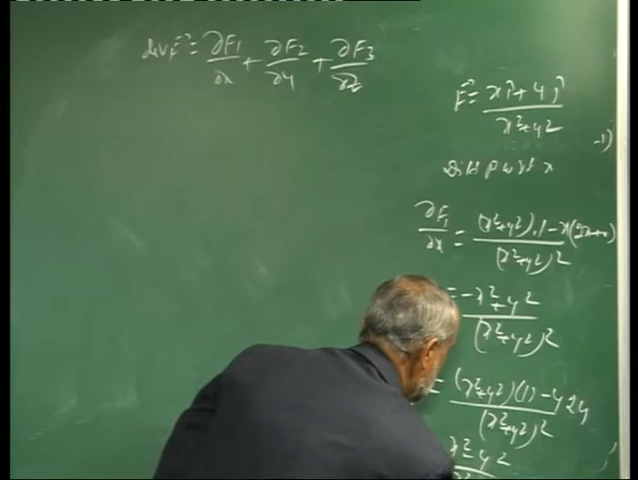 div F⃗ = ∂F1/∂x + ∂F2/∂y + ∂F3/∂z
F⃗ = (x î + y ĵ)/(x²+y²)
-1)
Diff p w r t x
∂F1/∂x = ((x²+y²).1 - x(2x+0))/(x²+y²)²
= (-x²+y²)/(x²+y²)²
= ((x²+y²)(1) - y 2y)/(x²+y²)²
x²-y²